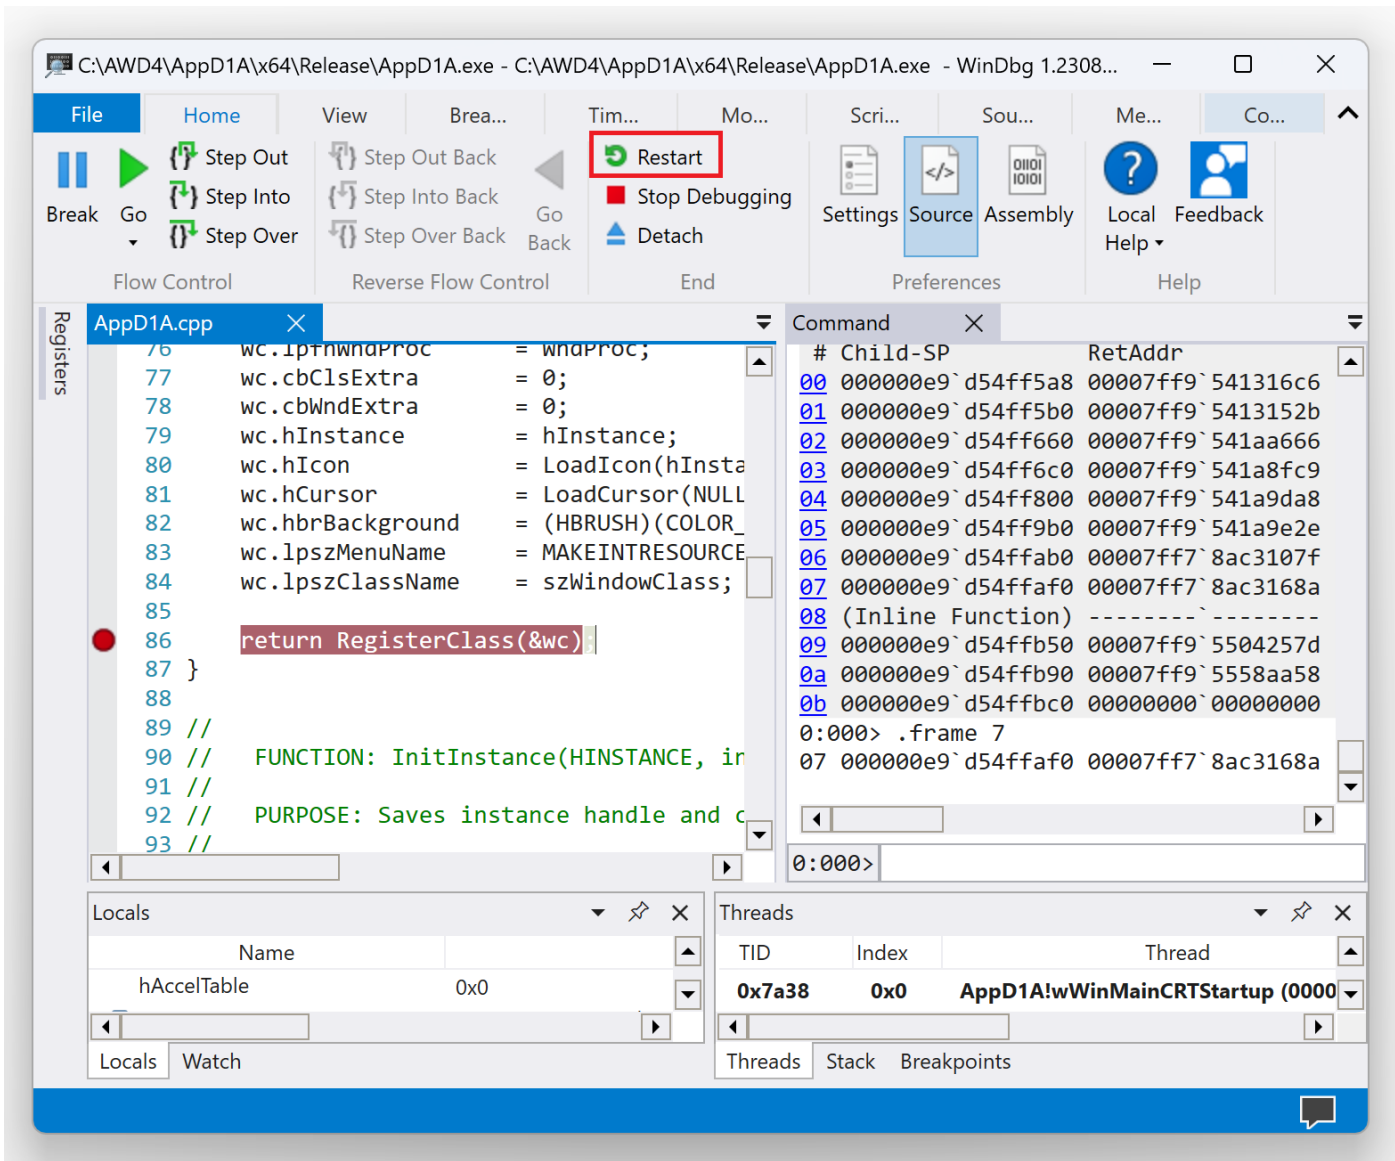 C:\AWD4\AppD1A\x64\Release\AppD1A.exe - C:\AWD4\AppD1A\x64\Release\AppD1A.exe - WinDbg 1.2308...
File Home View Brea... Tim... Mo... Scri... Sou... Me... Co...
Break
Go
Step Out
Step Into
Step Over
Flow Control
Step Out Back
Step Into Back
Step Over Back
Go Back
Reverse Flow Control
Restart
Stop Debugging
Detach
End
Settings
Source
Assembly
Preferences
Local Help
Feedback
Help
Registers
AppD1A.cpp
76 wc.lpfnWndProc = WndProc;
77 wc.cbClsExtra = 0;
78 wc.cbWndExtra = 0;
79 wc.hInstance = hInstance;
80 wc.hIcon = LoadIcon(hInsta
81 wc.hCursor = LoadCursor(NULL
82 wc.hbrBackground = (HBRUSH)(COLOR_
83 wc.lpszMenuName = MAKEINTRESOURCE
84 wc.lpszClassName = szWindowClass;
85
86 return RegisterClass(&wc);
87 }
88
89 //
90 // FUNCTION: InitInstance(HINSTANCE, in
91 //
92 // PURPOSE: Saves instance handle and c
93 //
Command
# Child-SP RetAddr
00 000000e9`d54ff5a8 00007ff9`541316c6
01 000000e9`d54ff5b0 00007ff9`5413152b
02 000000e9`d54ff660 00007ff9`541aa666
03 000000e9`d54ff6c0 00007ff9`541a8fc9
04 000000e9`d54ff800 00007ff9`541a9da8
05 000000e9`d54ff9b0 00007ff9`541a9e2e
06 000000e9`d54ffab0 00007ff7`8ac3107f
07 000000e9`d54ffaf0 00007ff7`8ac3168a
08 (Inline Function) --------`--------
09 000000e9`d54ffb50 00007ff9`5504257d
0a 000000e9`d54ffb90 00007ff9`5558aa58
0b 000000e9`d54ffbc0 00000000`00000000
0:000> .frame 7
07 000000e9`d54ffaf0 00007ff7`8ac3168a
0:000>
Locals
Name
hAccelTable 0x0
Locals Watch
Threads
TID Index Thread
0x7a38 0x0 AppD1A!wWinMainCRTStartup (0000
Threads Stack Breakpoints